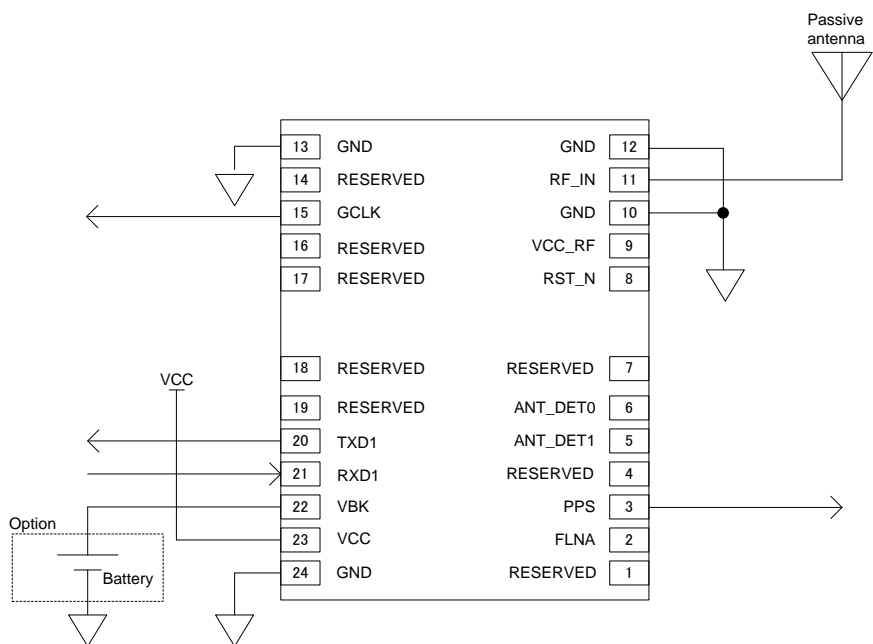 Passive
antenna
13 GND GND 12
14 RESERVED RF_IN 11
15 GCLK GND 10
16 RESERVED VCC_RF 9
17 RESERVED RST_N 8
18 RESERVED RESERVED 7
VCC
19 RESERVED ANT_DET0 6
20 TXD1 ANT_DET1 5
21 RXD1 RESERVED 4
22 VBK PPS 3
Option
23 VCC FLNA 2
Battery
24 GND RESERVED 1